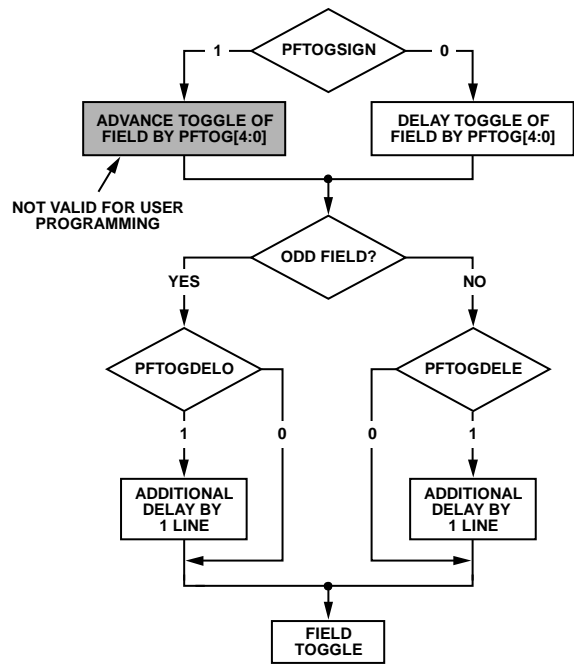 PFTOGSIGN
1
0
ADVANCE TOGGLE OF
FIELD BY PFTOG[4:0]
DELAY TOGGLE OF
FIELD BY PFTOG[4:0]
NOT VALID FOR USER
PROGRAMMING
ODD FIELD?
YES
NO
PFTOGDELO
PFTOGDELE
1
0
0
1
ADDITIONAL
DELAY BY
1 LINE
ADDITIONAL
DELAY BY
1 LINE
FIELD
TOGGLE